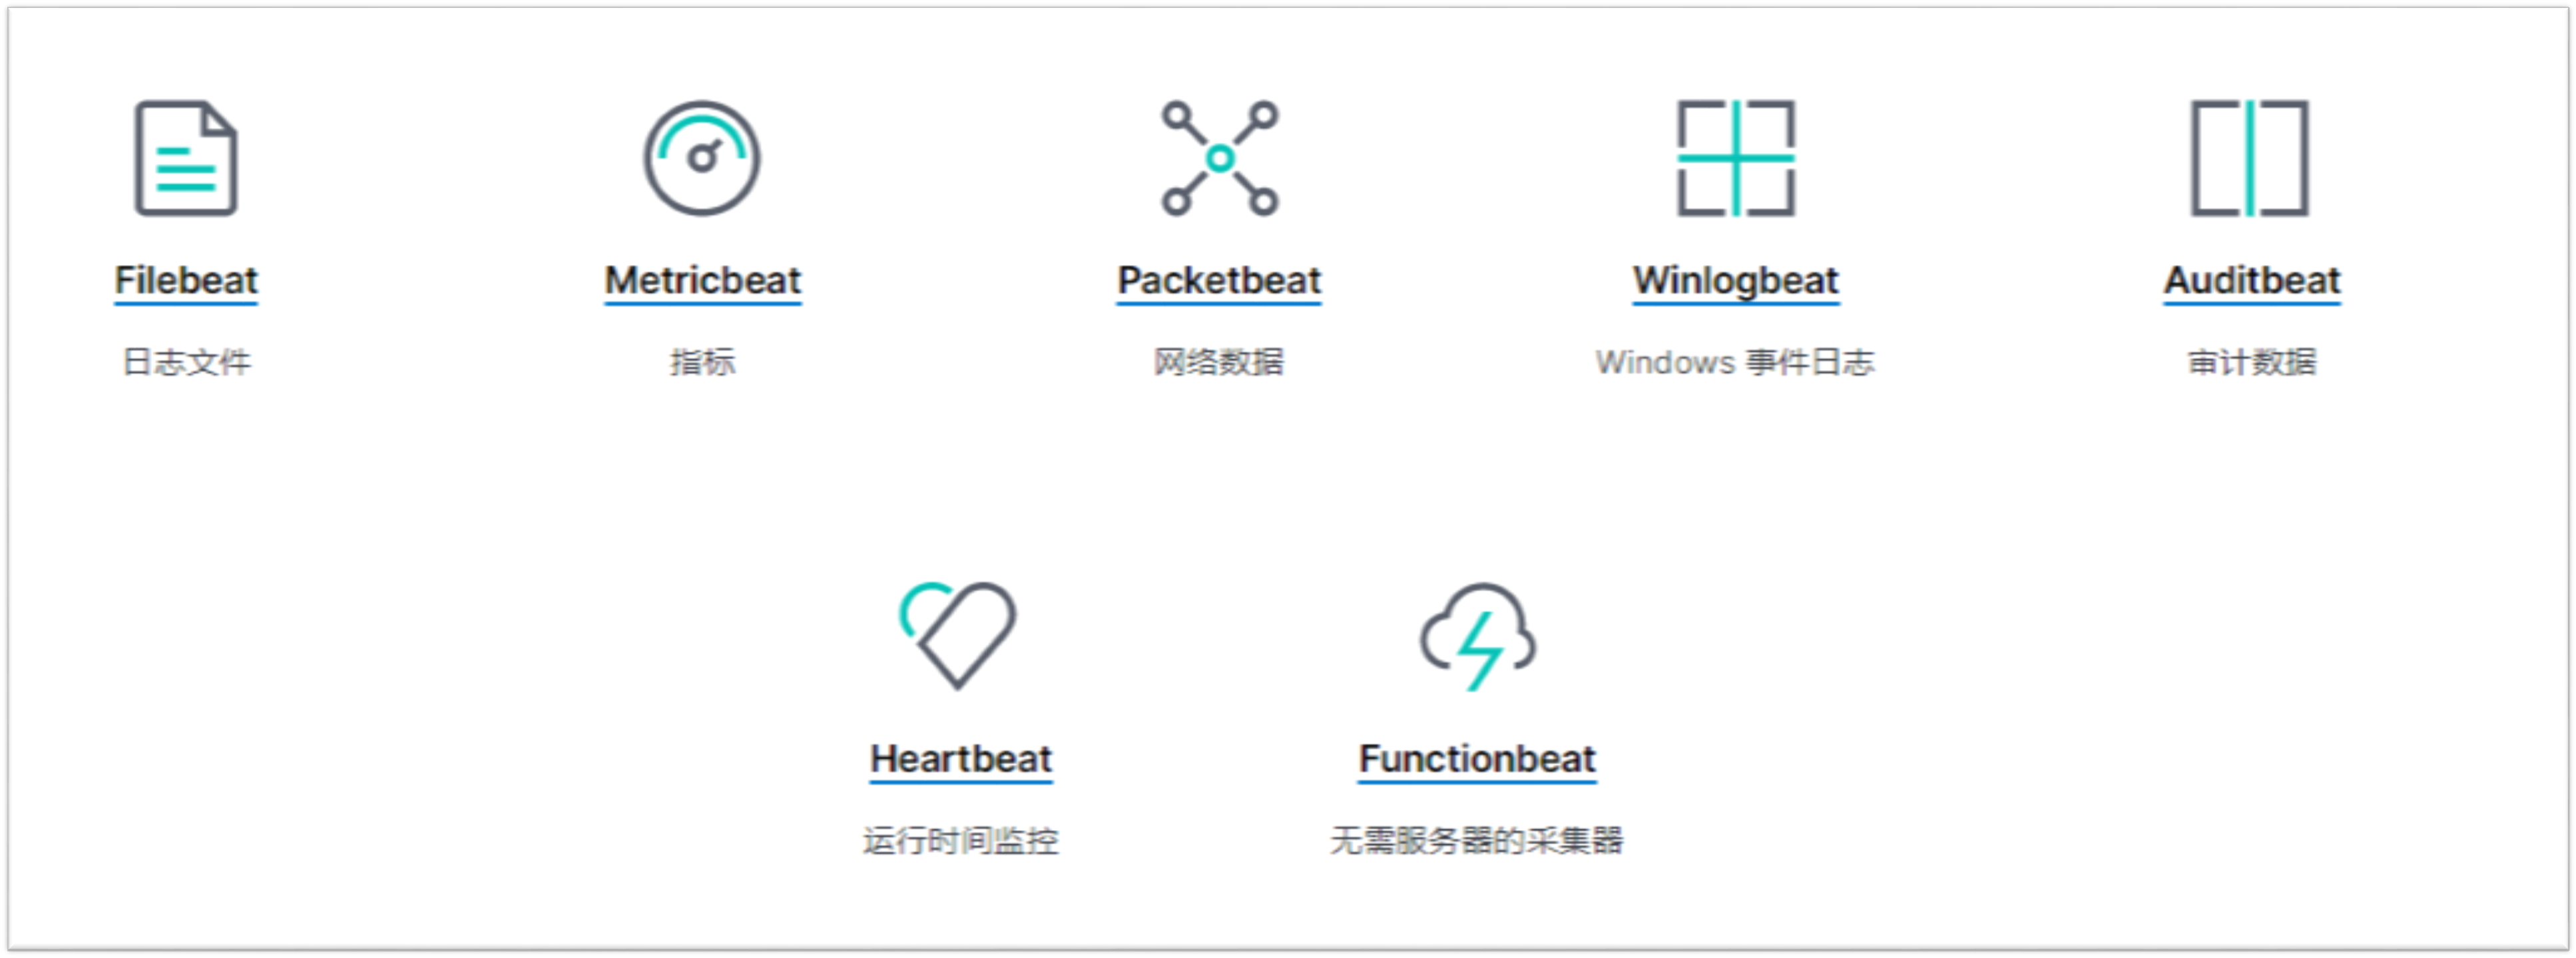 Filebeat
Metricbeat
Packetbeat
Winlogbeat
Auditbeat
日志文件
指标
网络数据
Windows 事件日志
审计数据
Heartbeat
Functionbeat
运行时间监控
无需服务器的采集器